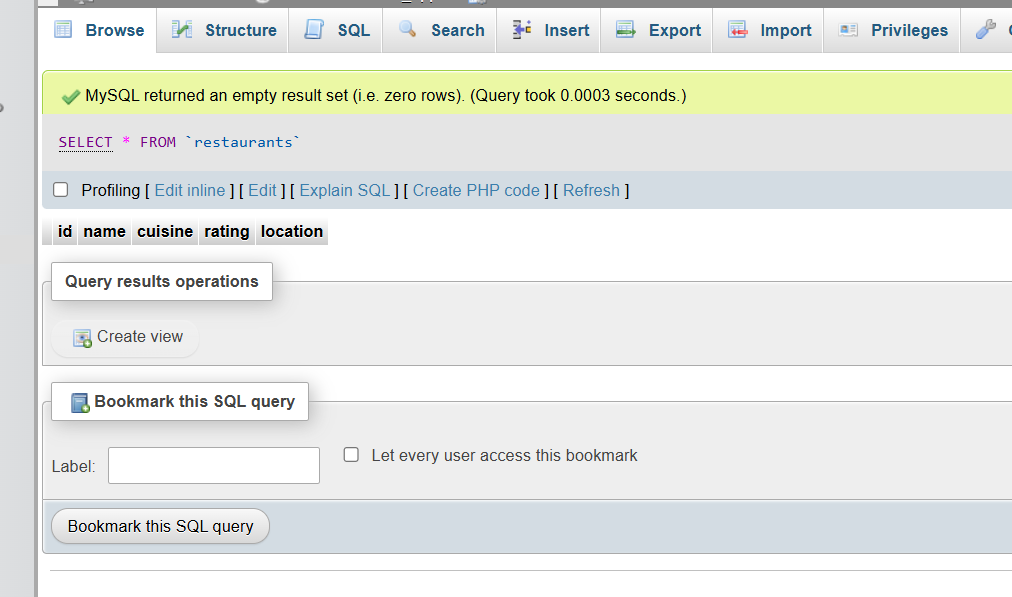 Browse Structure SQL Search Insert Export Import Privileges
MySQL returned an empty result set (i.e. zero rows). (Query took 0.0003 seconds.)
SELECT * FROM `restaurants`
Profiling [ Edit inline ] [ Edit ] [ Explain SQL ] [ Create PHP code ] [ Refresh ]
id name cuisine rating location
Query results operations
Create view
Bookmark this SQL query
Label: Let every user access this bookmark
Bookmark this SQL query